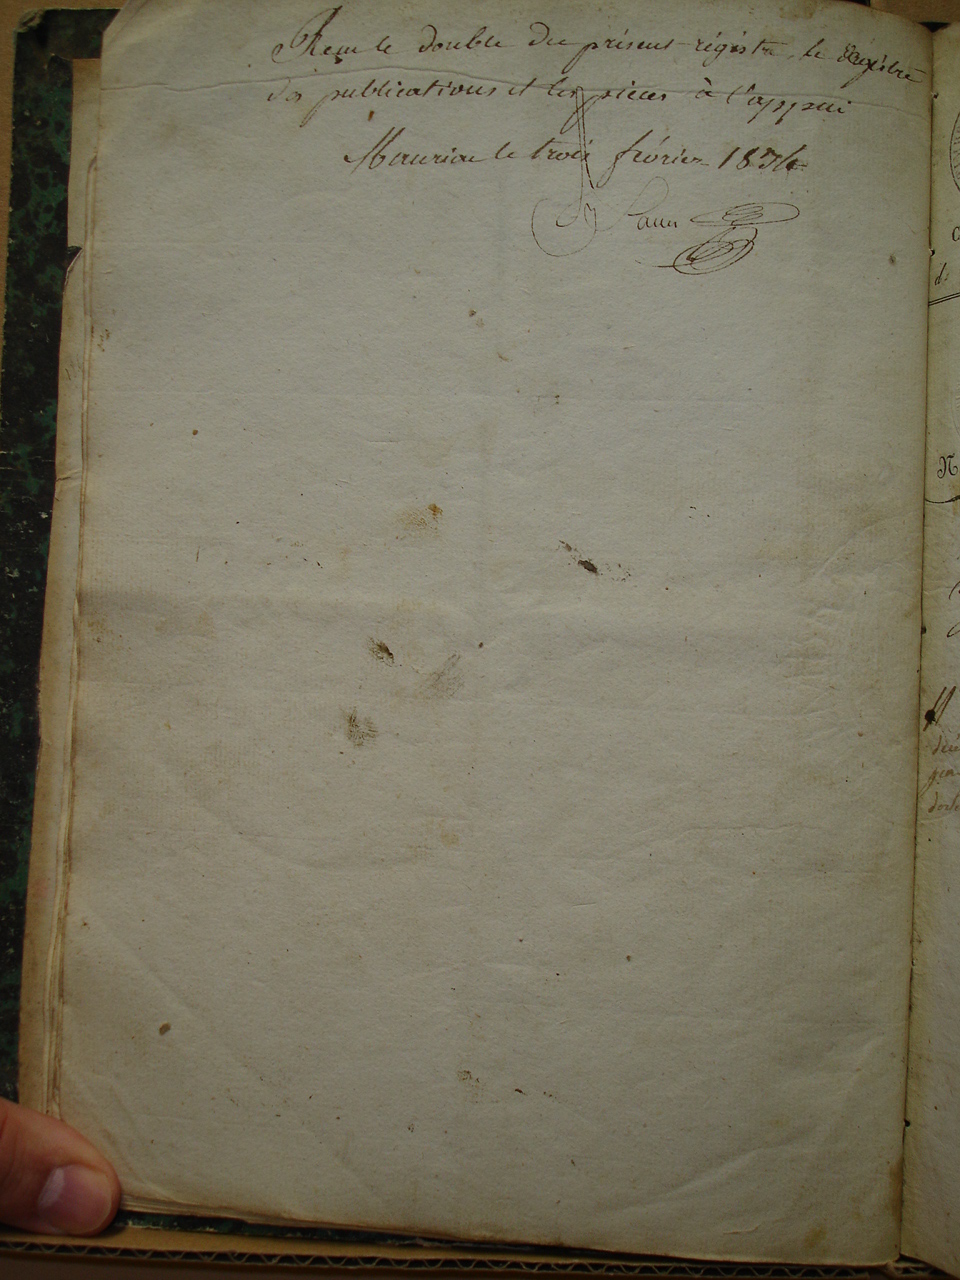 Reçu le double du présent régistre, le Régistre
des publications et les pièces à l'appui
Mauriac le trois février 1834